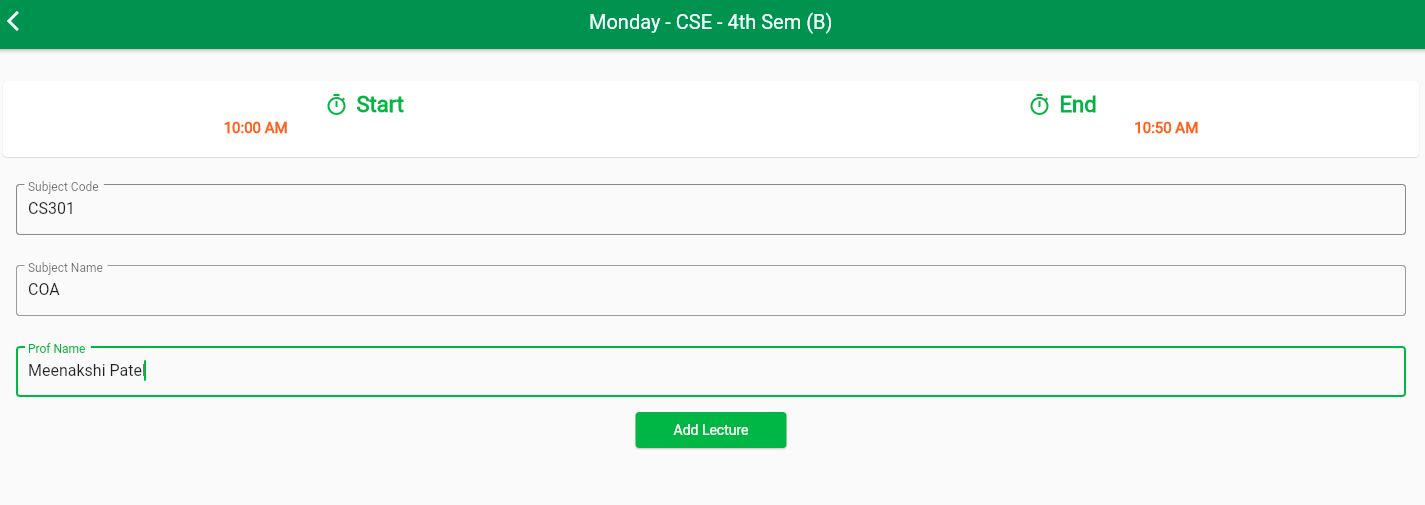 Monday - CSE - 4th Sem (B)
Start
End
10:00 AM
10:50 AM
Subject Code
CS301
Subject Name
COA
Prof Name
Meenakshi Patel
Add Lecture